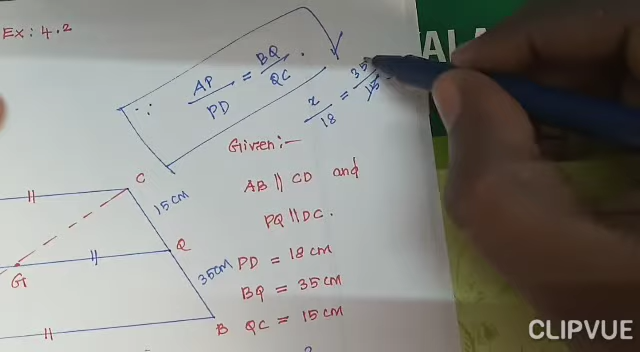 Ex: 4.2
∵ AP/PD = BQ/QC .
x/18 = 35/15
Given:-
AB || CD and
PQ || DC.
PD = 18 cm
BQ = 35 cm
QC = 15 cm
C
15 CM
Q
G
35CM
B
CLIPVUE